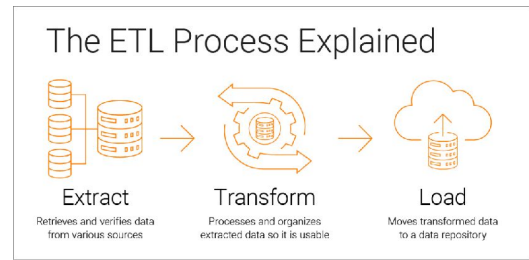 The ETL Process Explained
Extract
Retrieves and verifies data
from various sources
Transform
Processes and organizes
extracted data so it is usable
Load
Moves transformed data
to a data repository